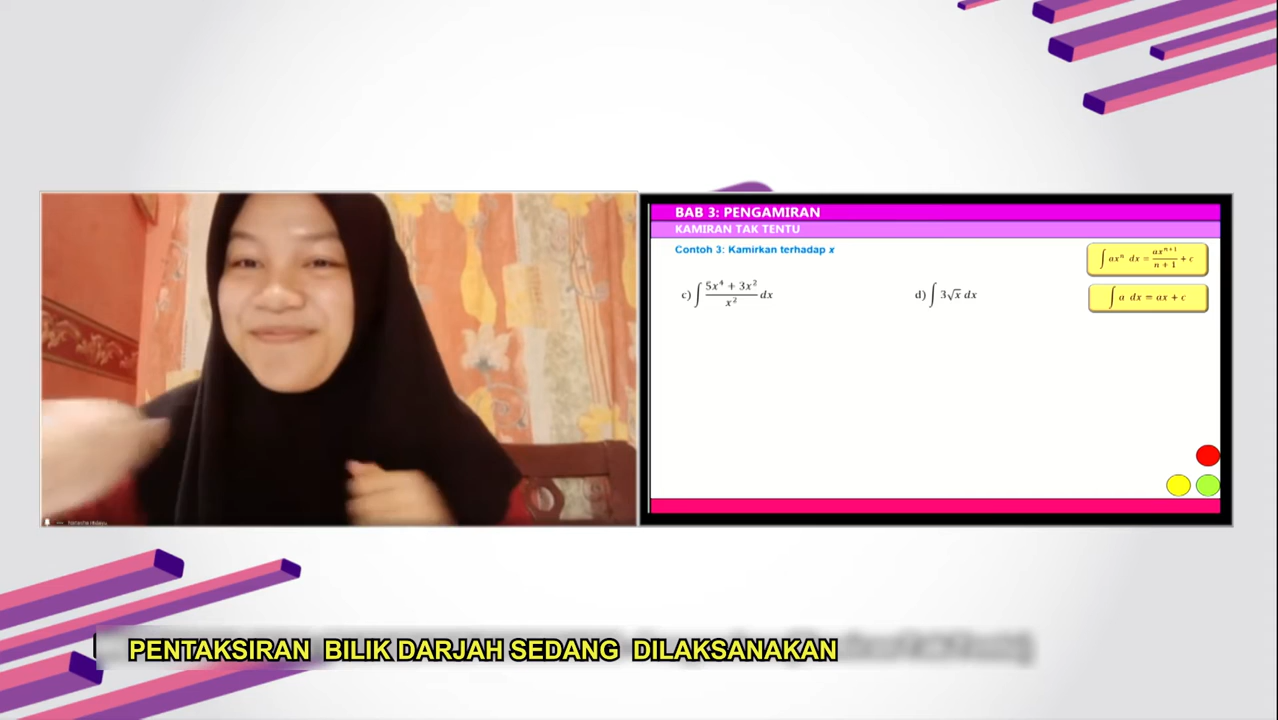 BAB 3: PENGAMIRAN
KAMIRAN TAK TENTU
Contoh 3: Kamirkan terhadap x
c) ∫ (5x⁴ + 3x²)/x² dx
d) ∫ 3√x dx
∫ axⁿ dx = axⁿ⁺¹/(n + 1) + c
∫ a dx = ax + c
PENTAKSIRAN BILIK DARJAH SEDANG DILAKSANAKAN